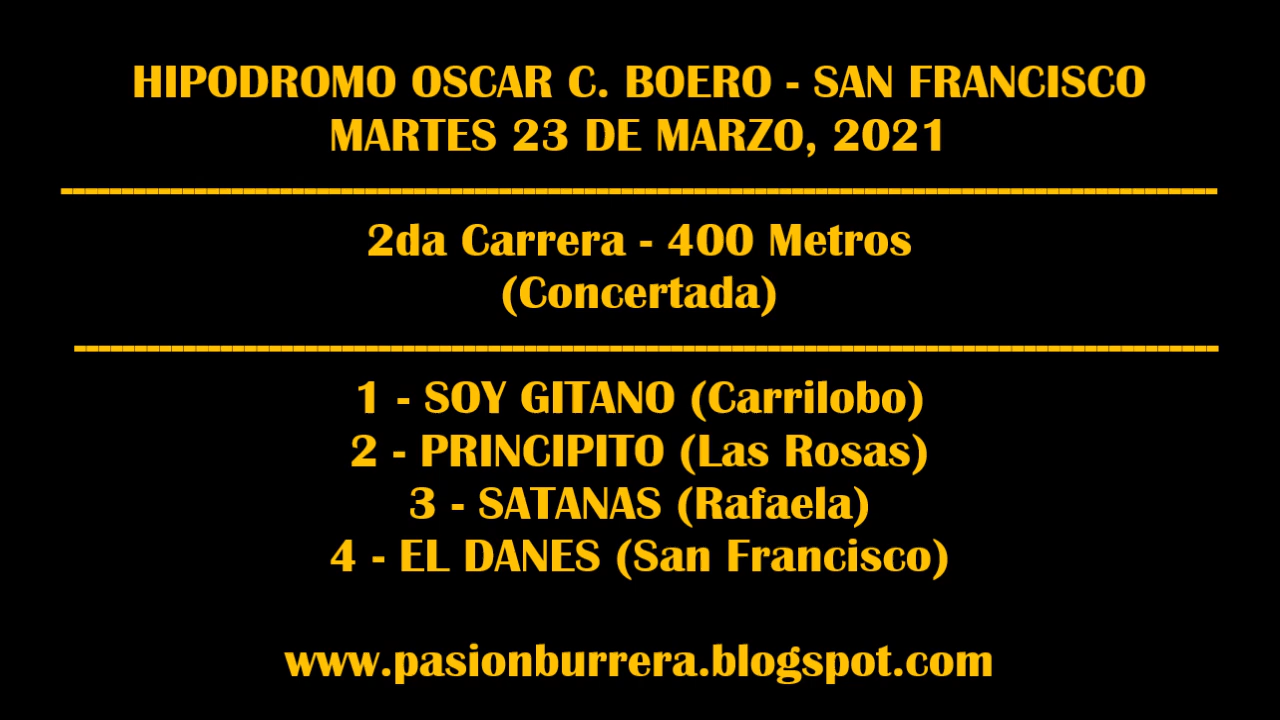 HIPODROMO OSCAR C. BOERO - SAN FRANCISCO
MARTES 23 DE MARZO, 2021
2da Carrera - 400 Metros
(Concertada)
1 - SOY GITANO (Carrilobo)
2 - PRINCIPITO (Las Rosas)
3 - SATANAS (Rafaela)
4 - EL DANES (San Francisco)
www.pasionburrera.blogspot.com